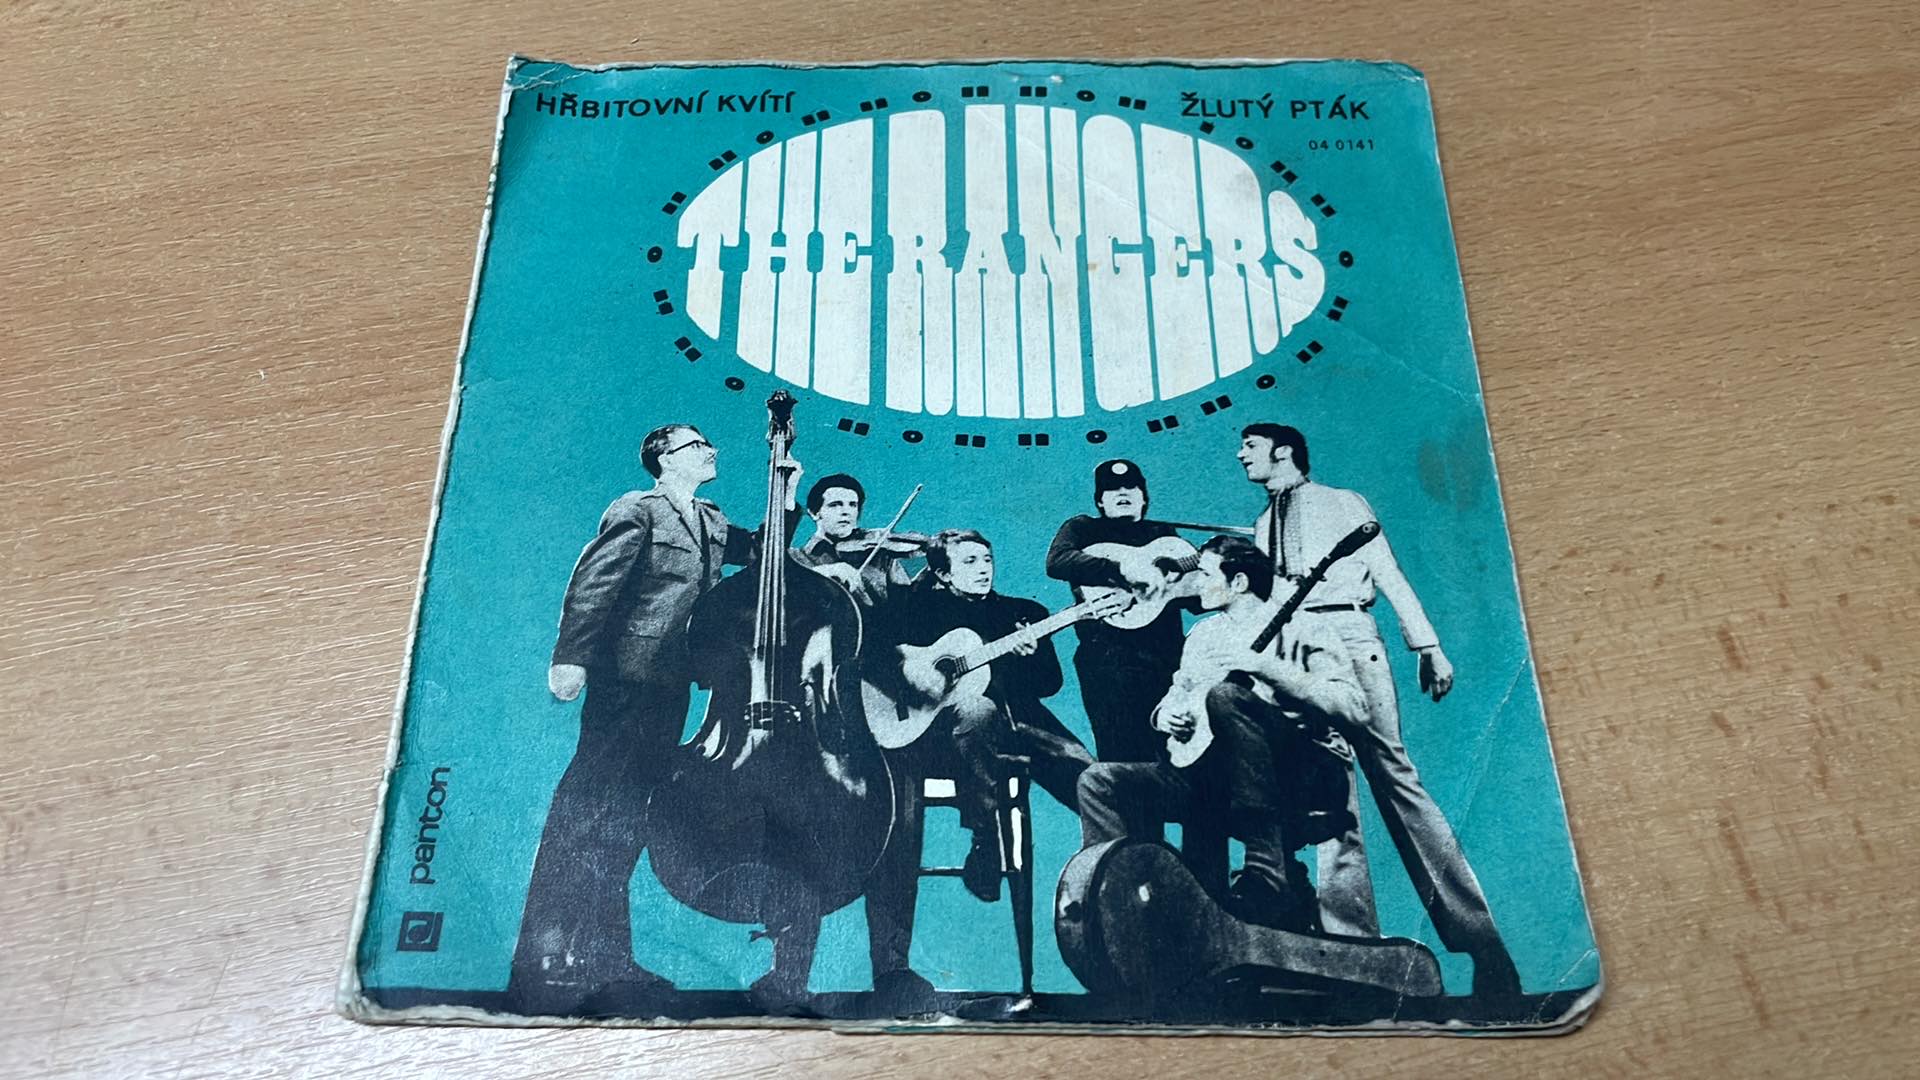 HŘBITOVNÍ KVÍTÍ
ŽLUTÝ PTÁK
04 0141
THE RANGERS
panton